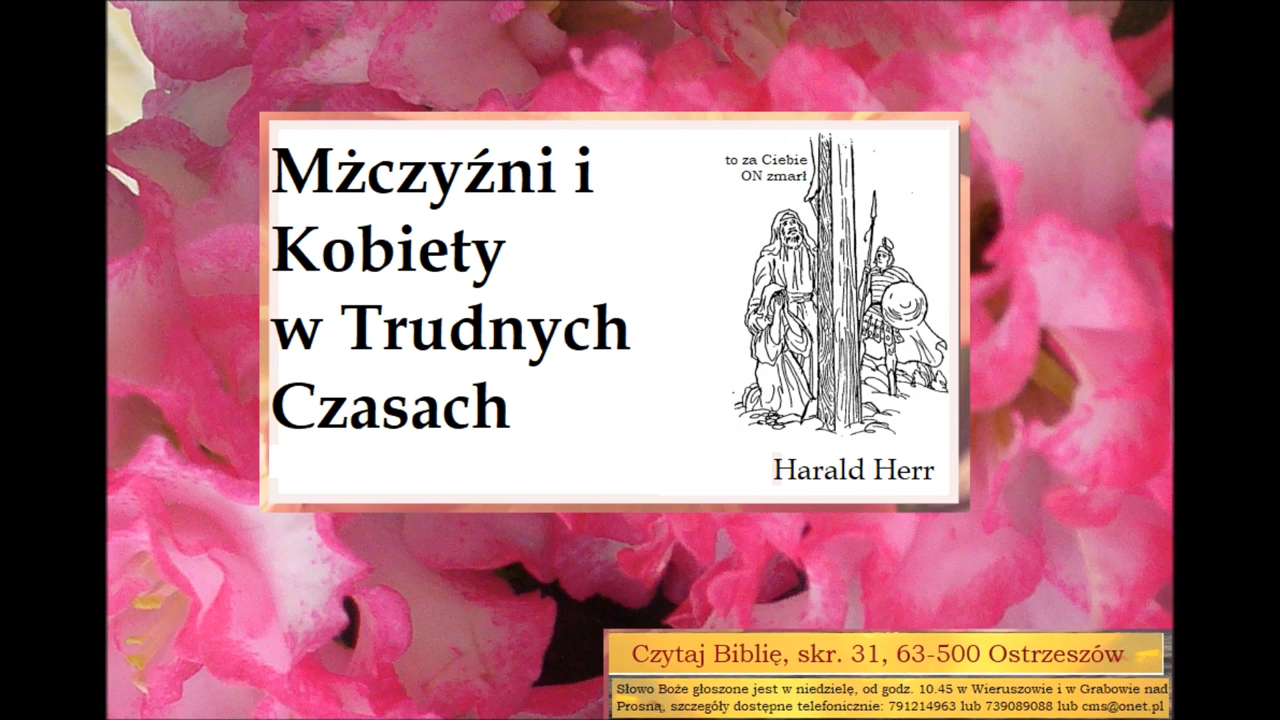 Mżczyźni i
Kobiety
w Trudnych
Czasach
to za Ciebie
ON zmarł
Harald Herr
Czytaj Biblię, skr. 31, 63-500 Ostrzeszów
Słowo Boże głoszone jest w niedzielę, od godz. 10.45 w Wieruszowie i w Grabowie nad
Prosną, szczegóły dostępne telefonicznie: 791214963 lub 739089088 lub cms@onet.pl